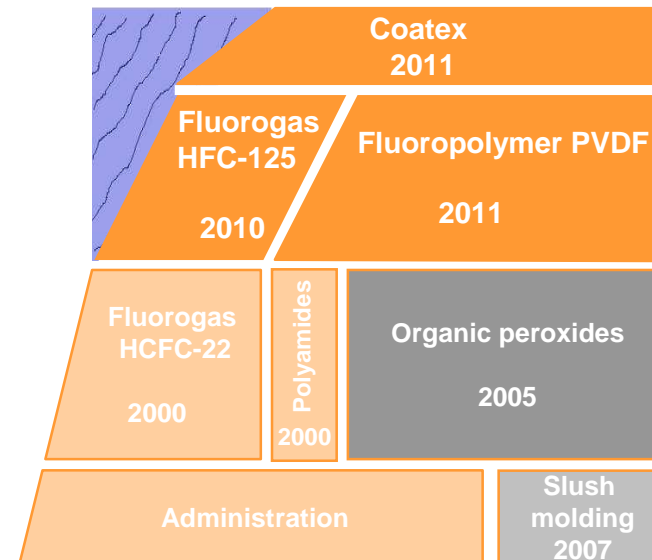 Coatex
2011
Fluorogas
HFC-125
2010
Fluoropolymer PVDF
2011
Fluorogas
HCFC-22
2000
Polyamides
2000
Organic peroxides
2005
Administration
Slush
molding
2007